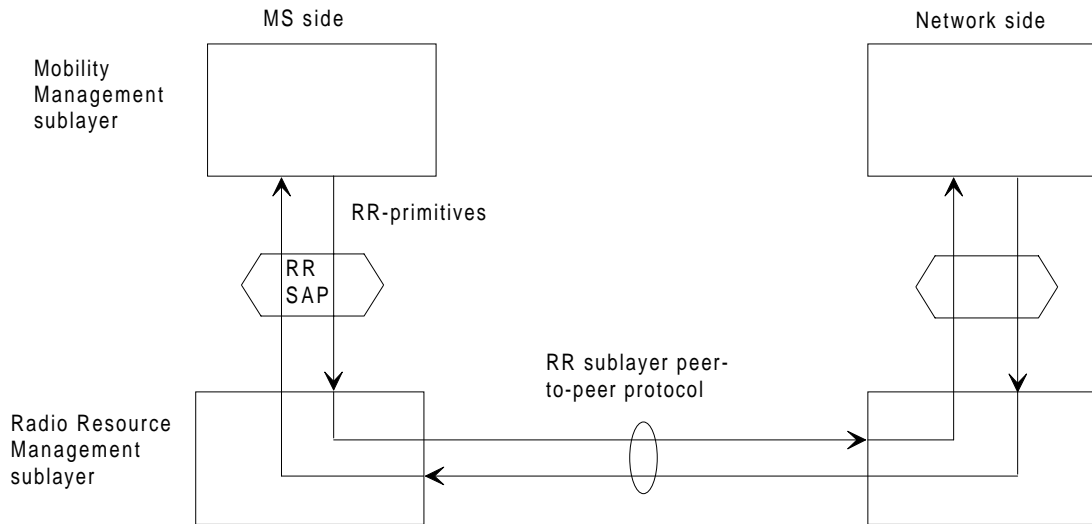 MS side
Network side
Mobility
Management
sublayer
RR-primitives
RR
SAP
RR sublayer peer-
to-peer protocol
Radio Resource
Management
sublayer